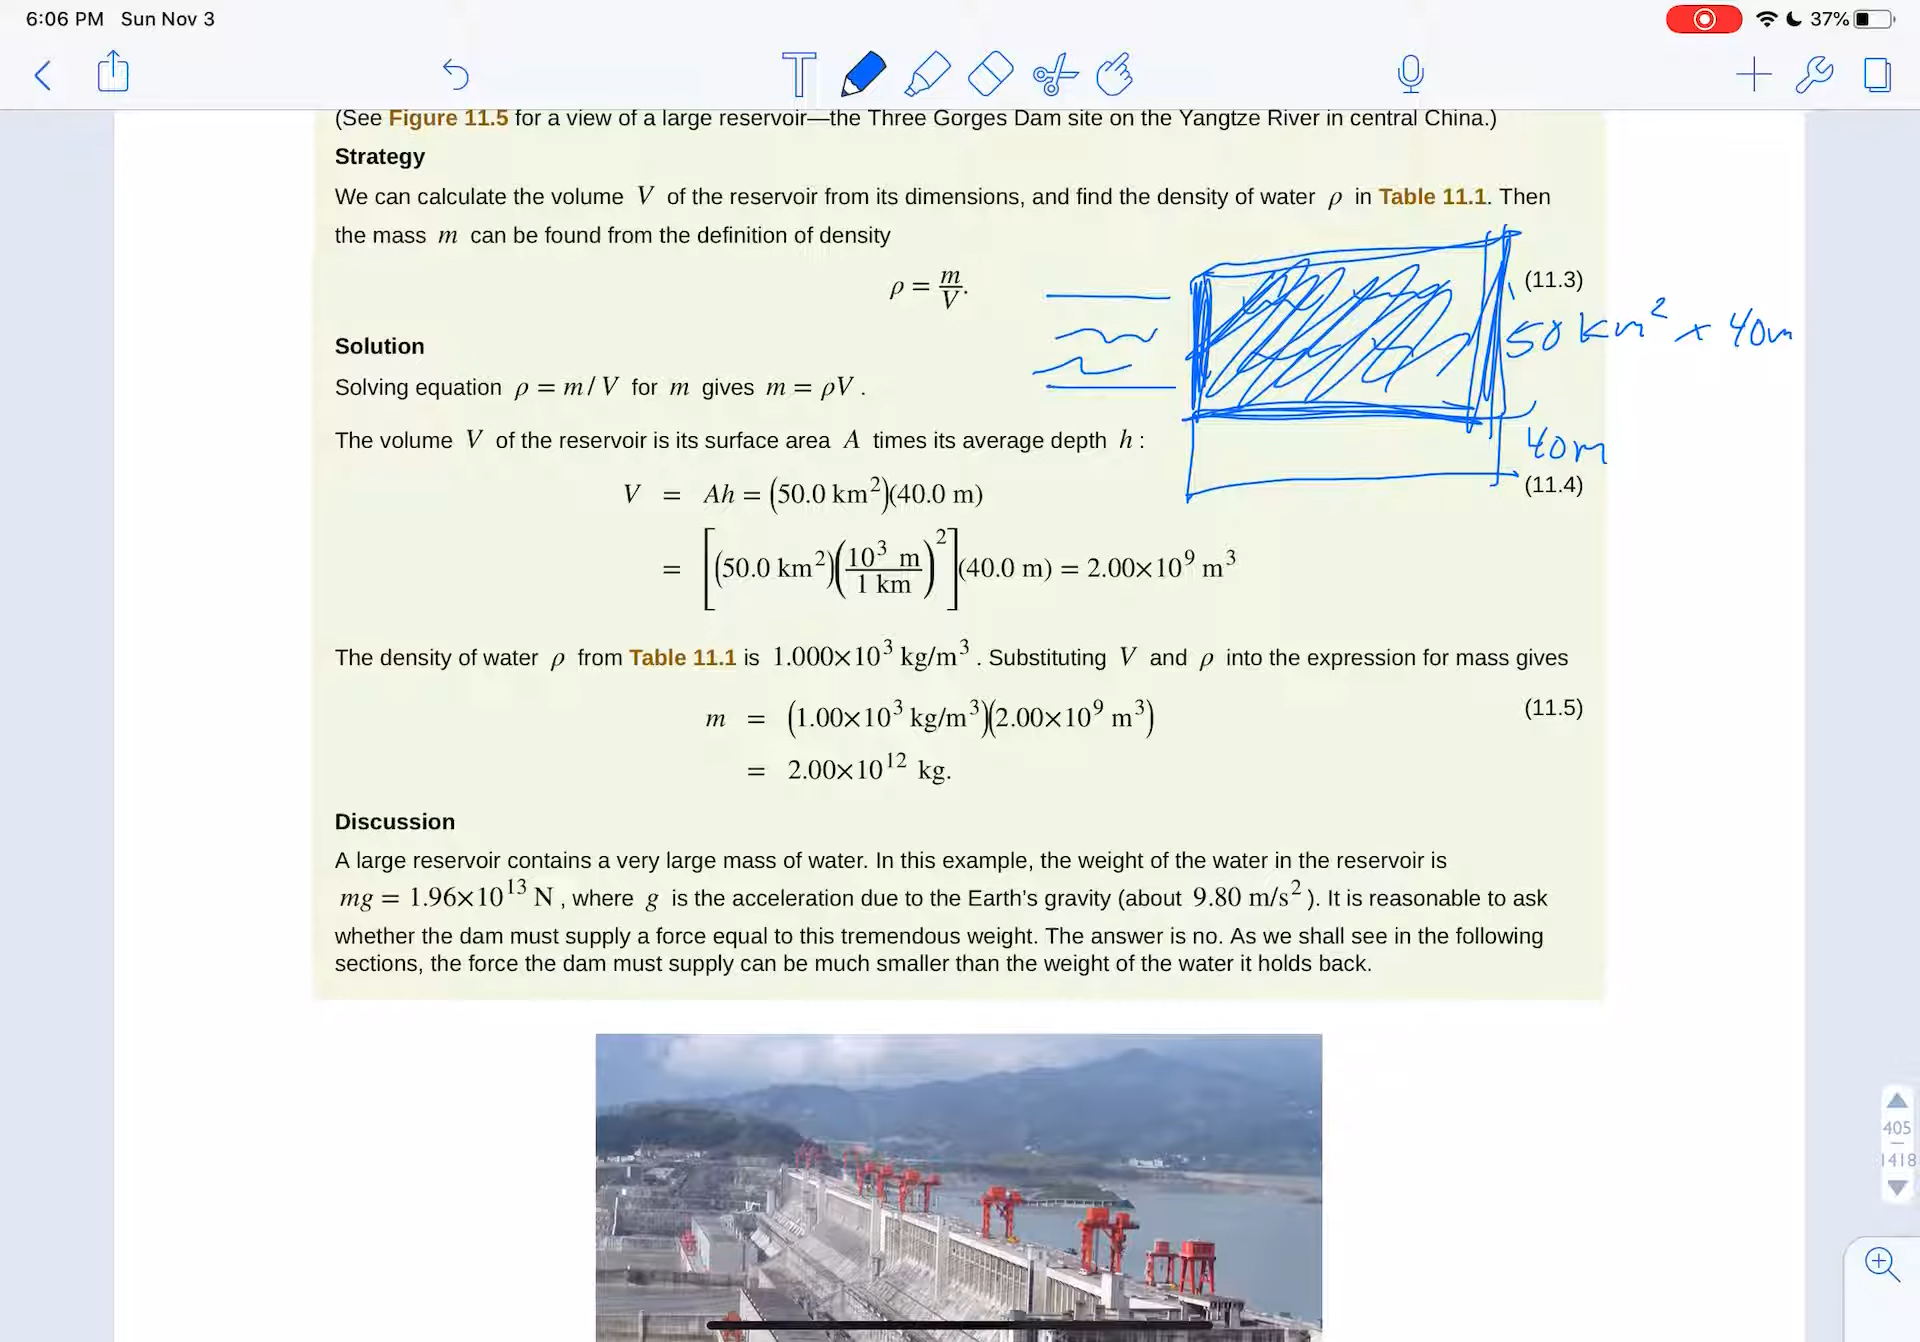 6:06 PM Sun Nov 3
37%
(See Figure 11.5 for a view of a large reservoir—the Three Gorges Dam site on the Yangtze River in central China.)
Strategy
We can calculate the volume V of the reservoir from its dimensions, and find the density of water ρ in Table 11.1. Then
the mass m can be found from the definition of density
ρ = m/V.
(11.3)
50 km² x 40m
Solution
Solving equation ρ = m/V for m gives m = ρV.
The volume V of the reservoir is its surface area A times its average depth h:
40m
V = Ah = (50.0 km²)(40.0 m)
(11.4)
= [(50.0 km²)(10³ m / 1 km)²](40.0 m) = 2.00×10⁹ m³
The density of water ρ from Table 11.1 is 1.000×10³ kg/m³. Substituting V and ρ into the expression for mass gives
m = (1.00×10³ kg/m³)(2.00×10⁹ m³)
(11.5)
= 2.00×10¹² kg.
Discussion
A large reservoir contains a very large mass of water. In this example, the weight of the water in the reservoir is
mg = 1.96×10¹³ N, where g is the acceleration due to the Earth's gravity (about 9.80 m/s²). It is reasonable to ask
whether the dam must supply a force equal to this tremendous weight. The answer is no. As we shall see in the following
sections, the force the dam must supply can be much smaller than the weight of the water it holds back.
405
1418